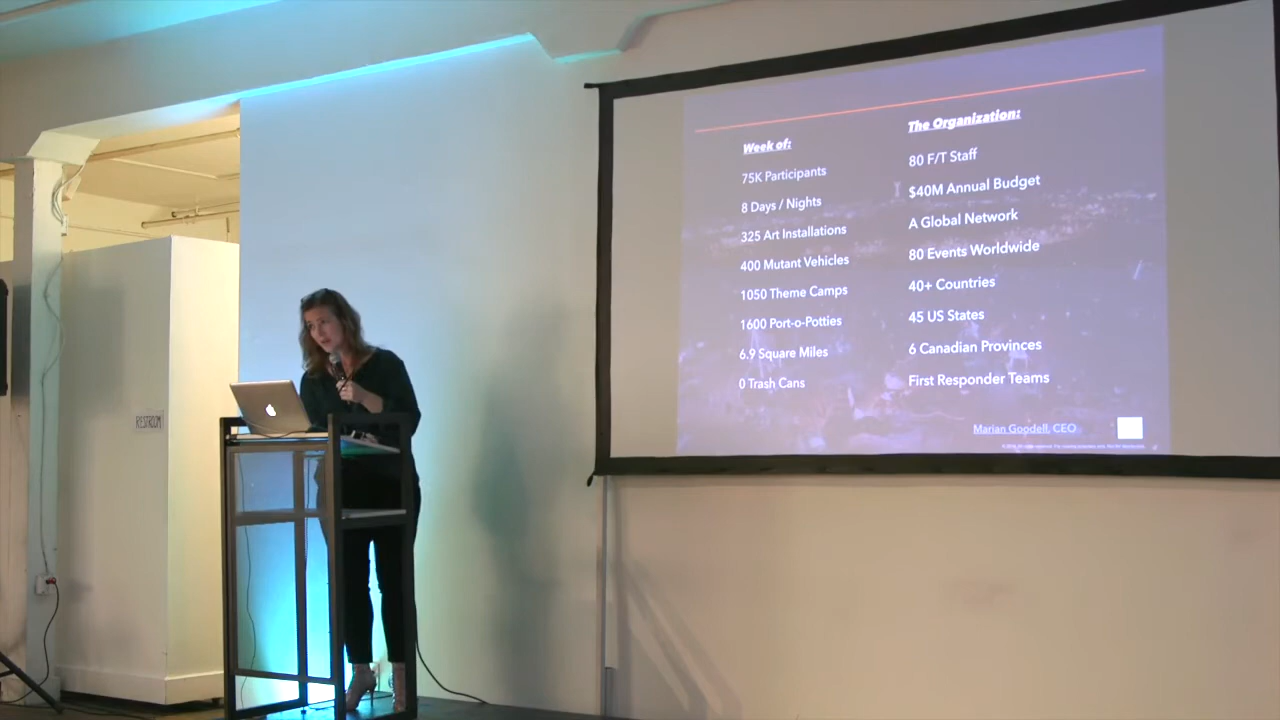 RESTROOM
Week of:
75K Participants
8 Days / Nights
325 Art Installations
400 Mutant Vehicles
1050 Theme Camps
1600 Port-o-Potties
6.9 Square Miles
0 Trash Cans
The Organization:
80 F/T Staff
$40M Annual Budget
A Global Network
80 Events Worldwide
40+ Countries
45 US States
6 Canadian Provinces
First Responder Teams
Marian Goodell, CEO